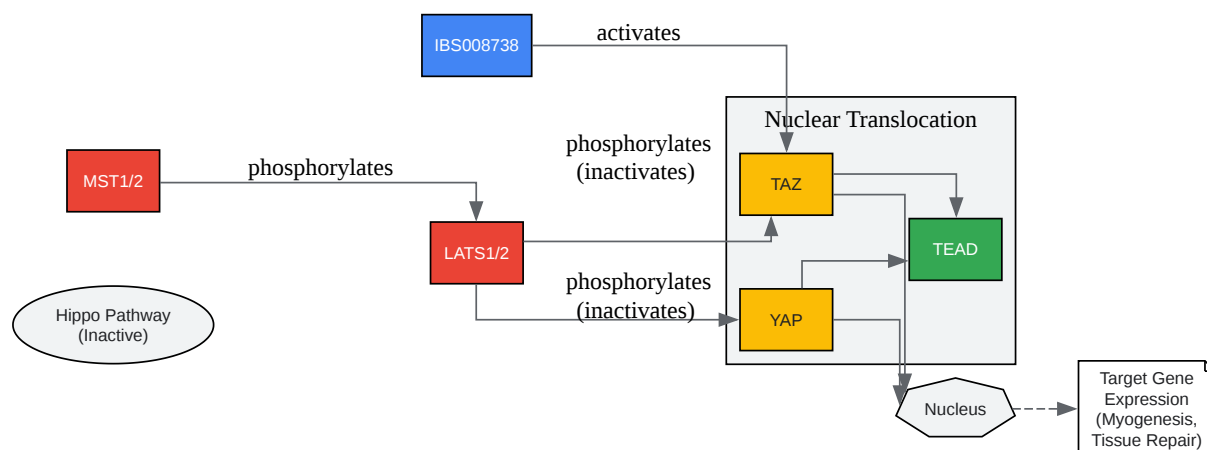 IBS008738
activates
Nuclear Translocation
phosphorylates
(inactivates)
MST1/2
phosphorylates
TAZ
LATS1/2
TEAD
phosphorylates
(inactivates)
YAP
Hippo Pathway
(Inactive)
Nucleus
Target Gene
Expression
(Myogenesis,
Tissue Repair)